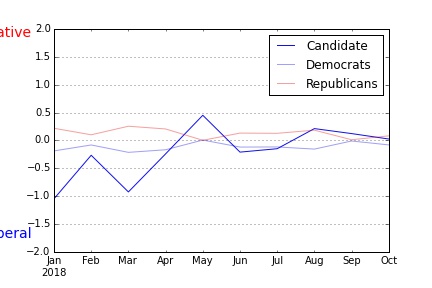 ative
2.0
Candidate
Democrats
Republicans
1.5
1.0
0.5
0.0
−0.5
−1.0
−1.5
beral
−2.0
Jan Feb Mar Apr May Jun Jul Aug Sep Oct
2018